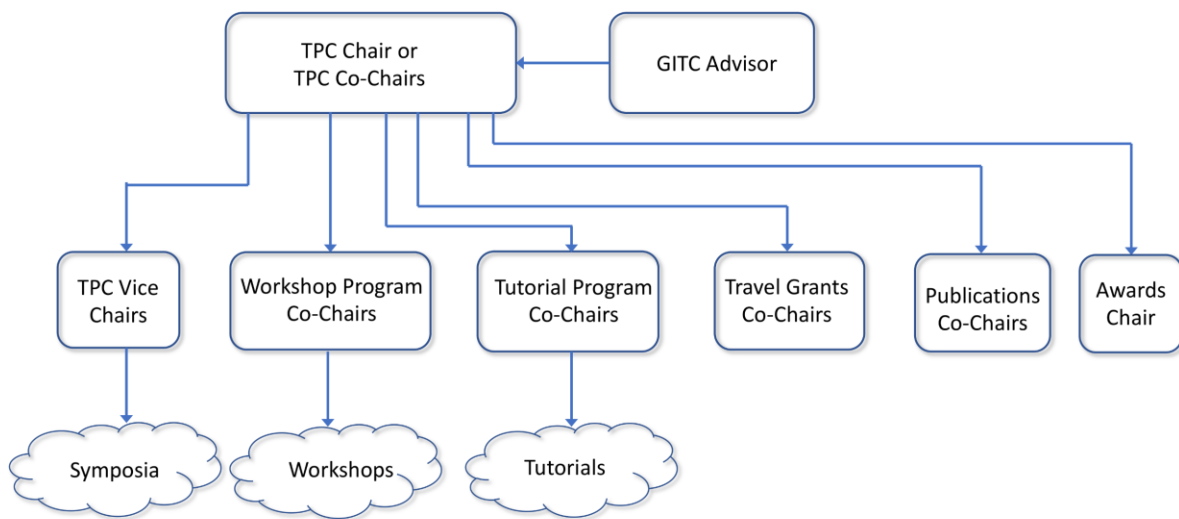 TPC Chair or
TPC Co-Chairs
GITC Advisor
TPC Vice
Chairs
Workshop Program
Co-Chairs
Tutorial Program
Co-Chairs
Travel Grants
Co-Chairs
Publications
Co-Chairs
Awards
Chair
Symposia
Workshops
Tutorials